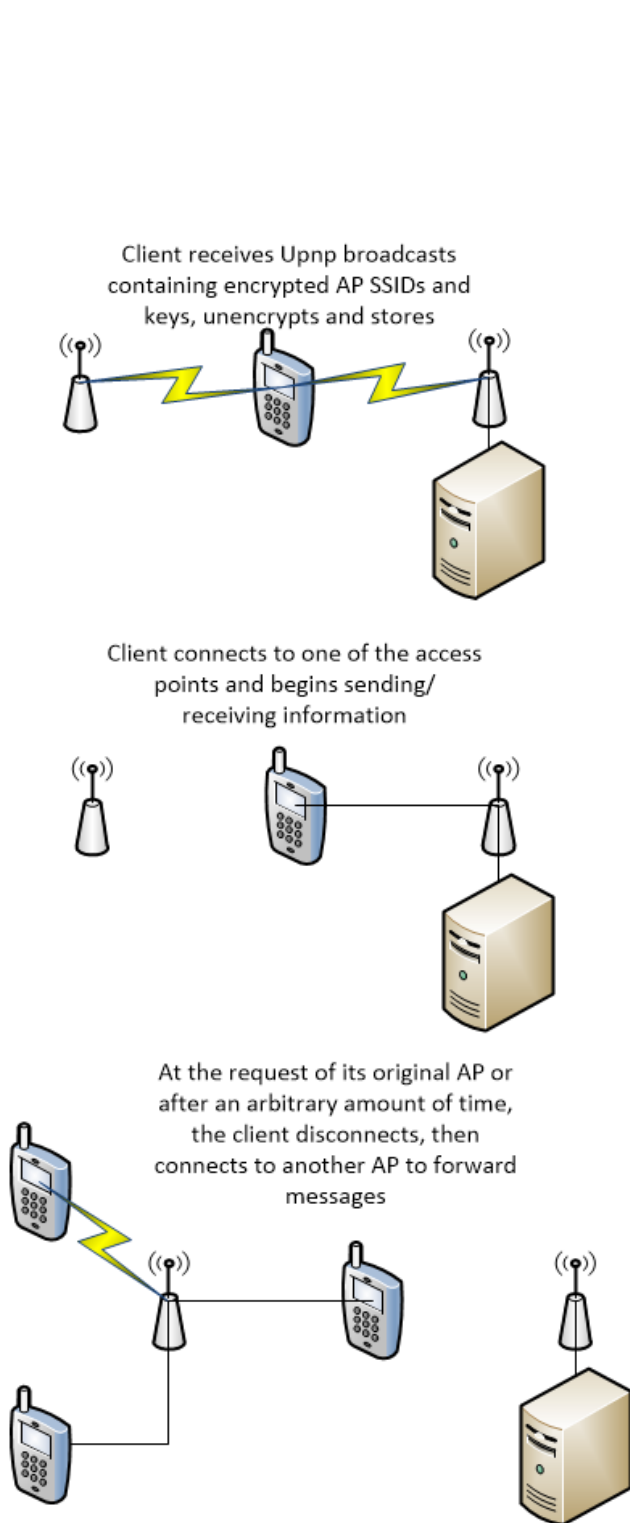 Client receives Upnp broadcasts
containing encrypted AP SSIDs and
keys, unencrypts and stores
Client connects to one of the access
points and begins sending/
receiving information
At the request of its original AP or
after an arbitrary amount of time,
the client disconnects, then
connects to another AP to forward
messages